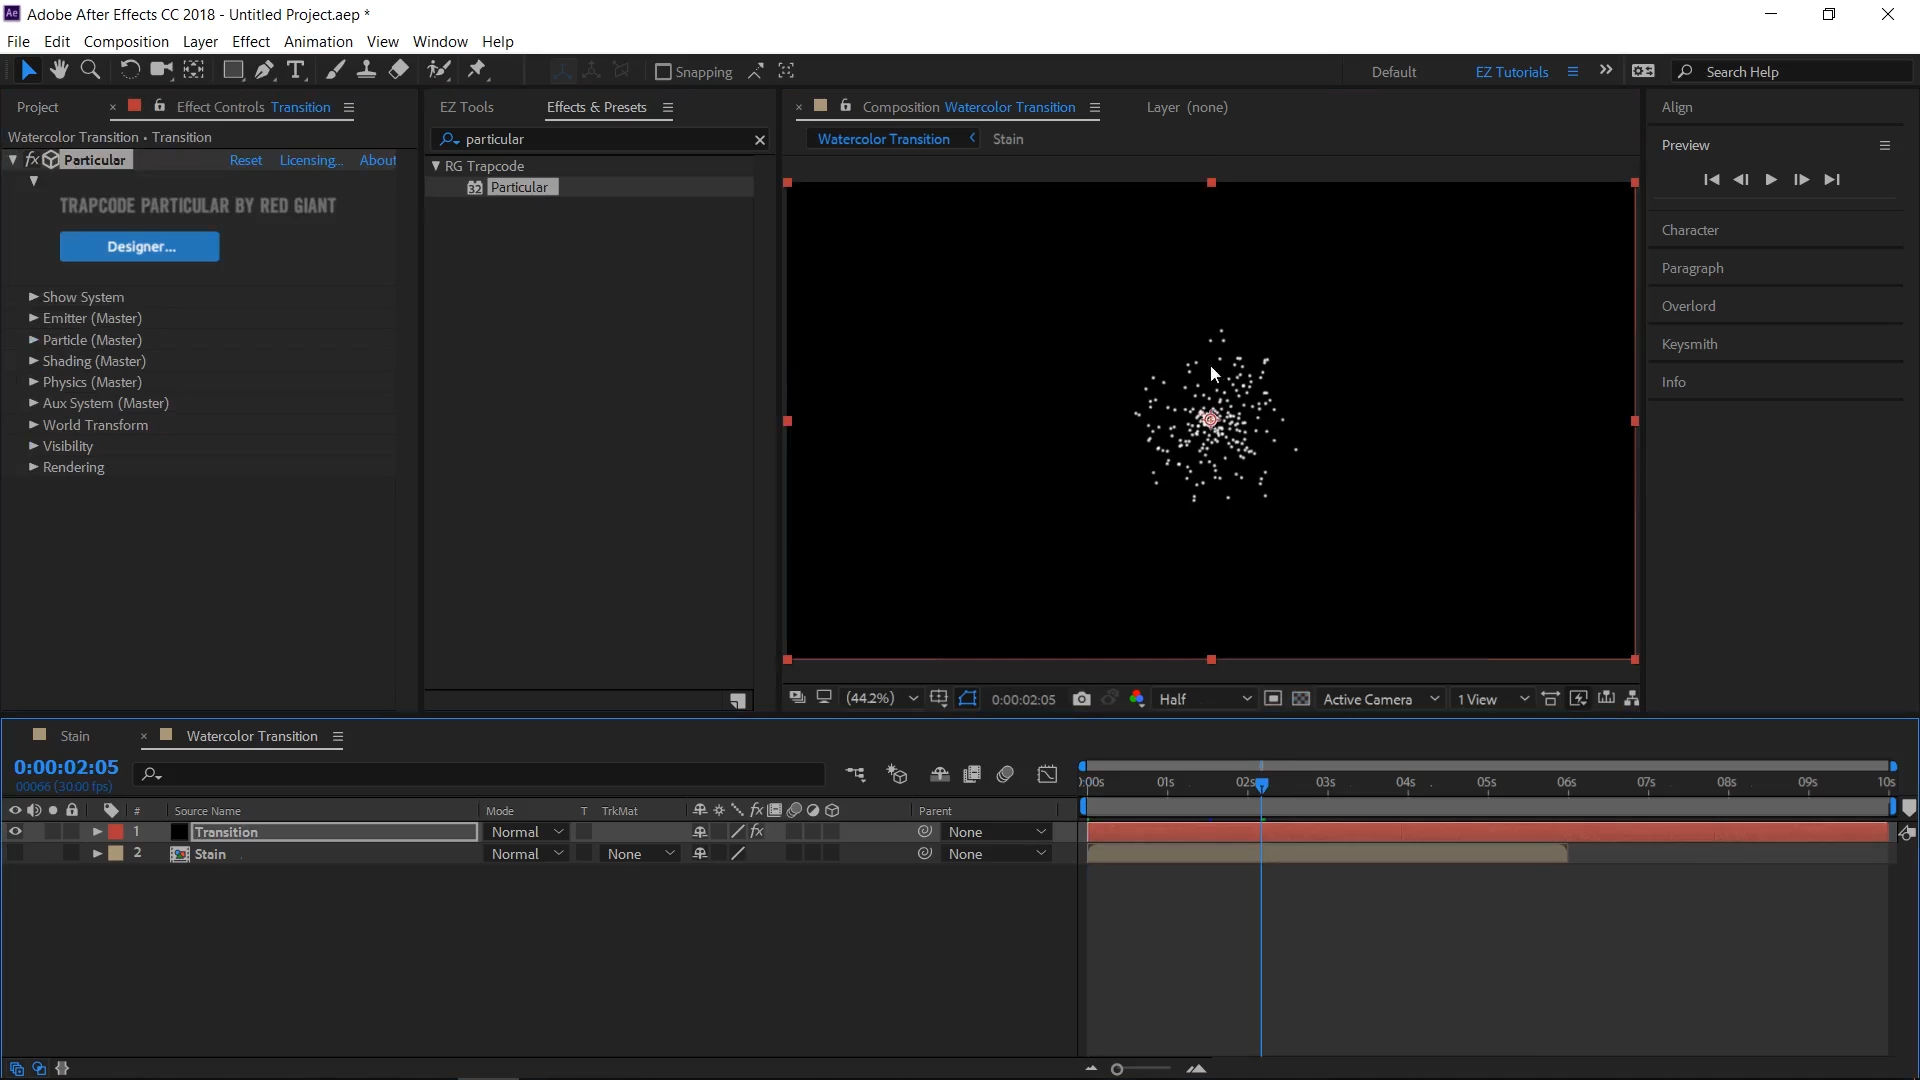 Adobe After Effects CC 2018 - Untitled Project.aep *
File Edit Composition Layer Effect Animation View Window Help
Snapping
Default EZ Tutorials Search Help
Project Effect Controls Transition
EZ Tools Effects & Presets
Composition Watercolor Transition Layer (none)
Align
Watercolor Transition • Transition
particular
Watercolor Transition Stain
Preview
fx Particular Reset Licensing... About
RG Trapcode
32 Particular
TRAPCODE PARTICULAR BY RED GIANT
Designer...
Character
Paragraph
Overlord
Keysmith
Info
Show System
Emitter (Master)
Particle (Master)
Shading (Master)
Physics (Master)
Aux System (Master)
World Transform
Visibility
Rendering
(44.2%) 0:00:02:05 Half Active Camera 1 View
Stain Watercolor Transition
0:00:02:05
00066 (30.00 fps)
):00s 01s 02s 03s 04s 05s 06s 07s 08s 09s 10s
# Source Name Mode T TrkMat fx Parent
1 Transition Normal fx None
2 Stain Normal None None